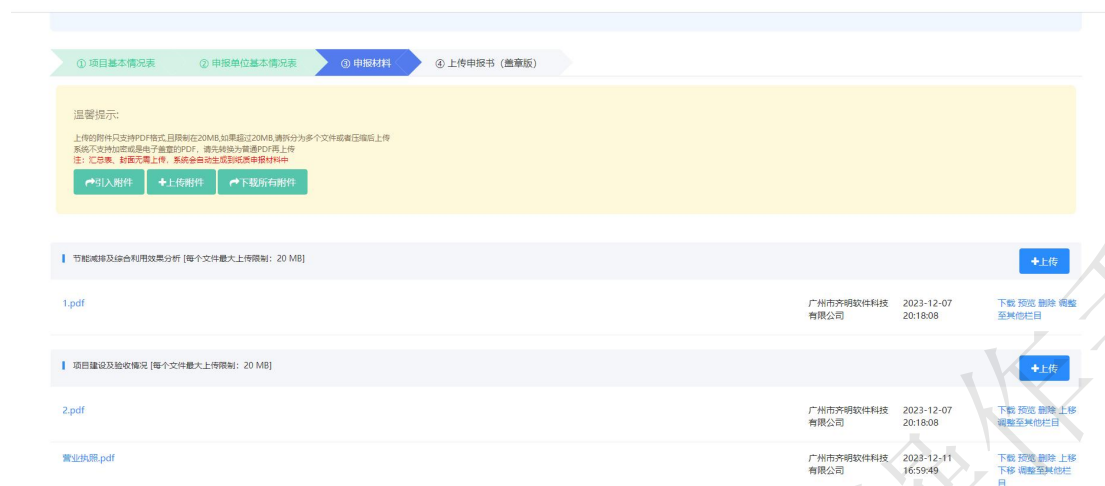 ① 项目基本情况表
② 申报单位基本情况表
③ 申报材料
④ 上传申报书（盖章版）
温馨提示:
上传的附件只支持PDF格式,且限制在20MB,如果超过20MB,请拆分为多个文件或者压缩后上传
系统不支持加密或是电子盖章的PDF，请先转换为普通PDF再上传
注：汇总表、封面无需上传，系统会自动生成到纸质申报材料中
引入附件
上传附件
下载所有附件
节能减排及综合利用效果分析 [每个文件最大上传限制：20 MB]
上传
1.pdf
广州市齐明软件科技
有限公司
2023-12-07
20:18:08
下载 预览 删除 调整
至其他栏目
项目建设及验收情况 [每个文件最大上传限制：20 MB]
上传
2.pdf
广州市齐明软件科技
有限公司
2023-12-07
20:18:08
下载 预览 删除 上移
调整至其他栏目
营业执照.pdf
广州市齐明软件科技
有限公司
2023-12-11
16:59:49
下载 预览 删除 上移
下移 调整至其他栏
目